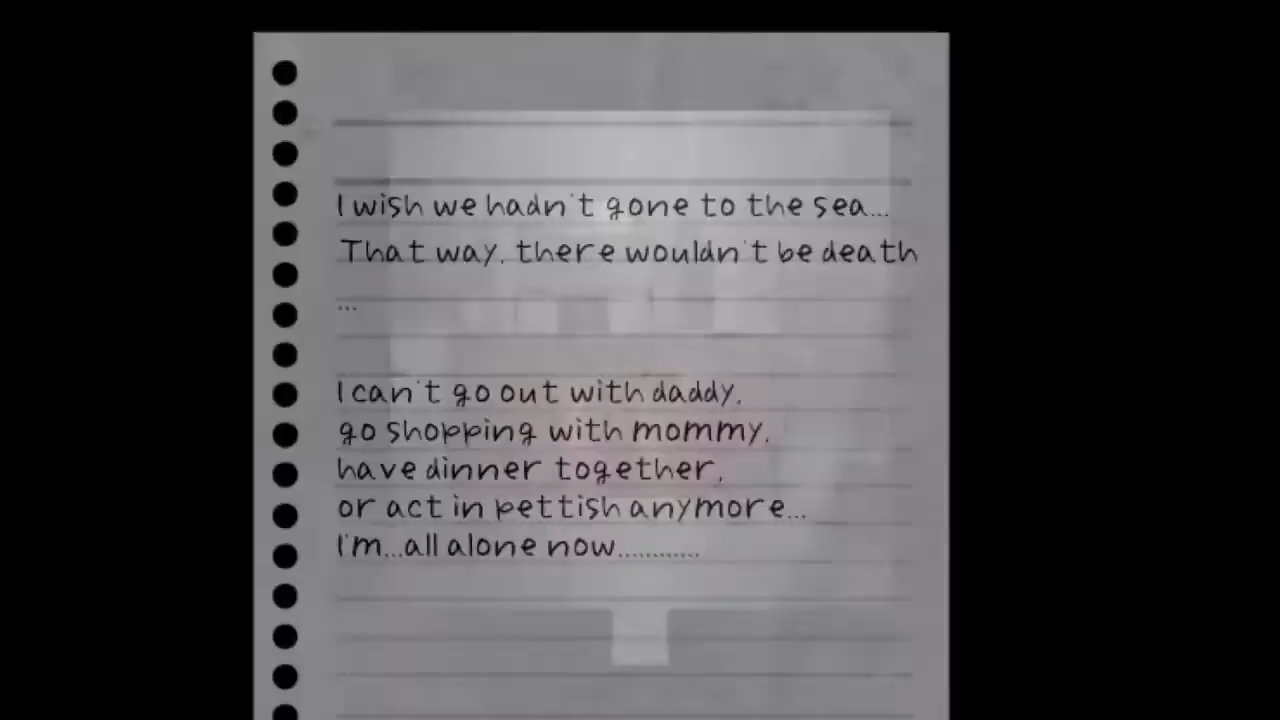 I wish we hadn't gone to the sea...
That way, there wouldn't be death
...
I can't go out with daddy,
go shopping with mommy,
have dinner together,
or act in pettish anymore...
I'm...all alone now............